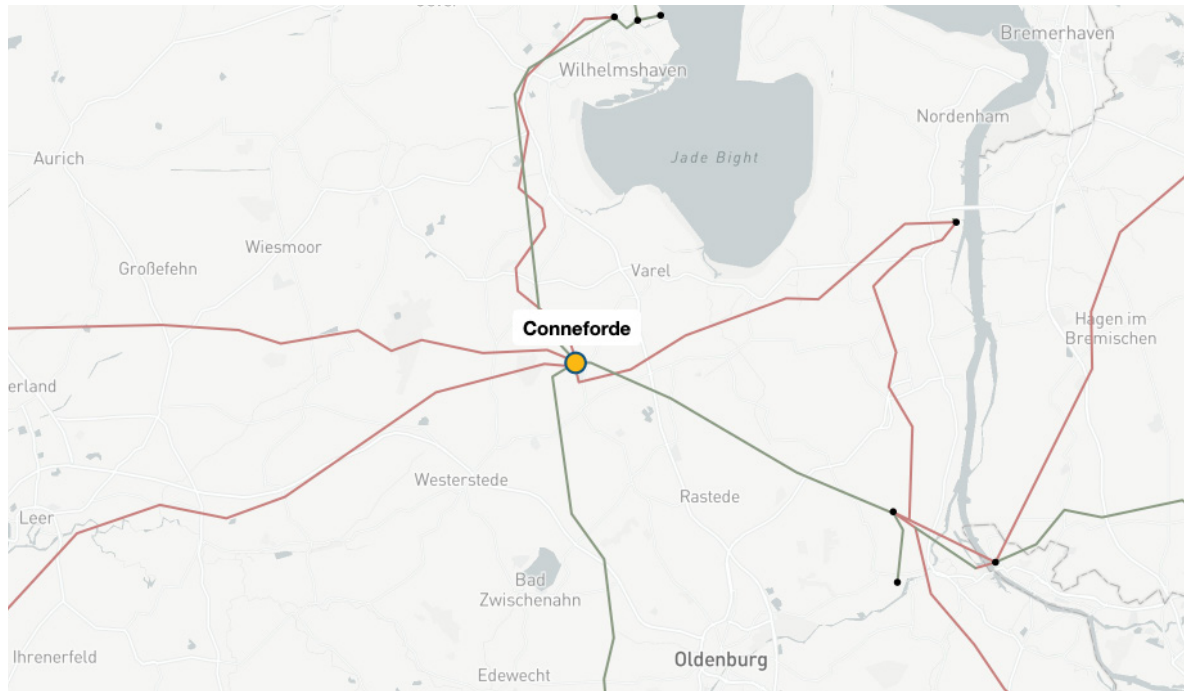 Bremerhaven
Wilhelmshaven
Nordenham
Aurich
Jade Bight
Wiesmoor
Großefehn
Varel
Conneforde
Hagen im
Bremischen
erland
Westerstede
Rastede
Leer
Bad
Zwischenahn
Ihrenerfeld
Oldenburg
Edewecht